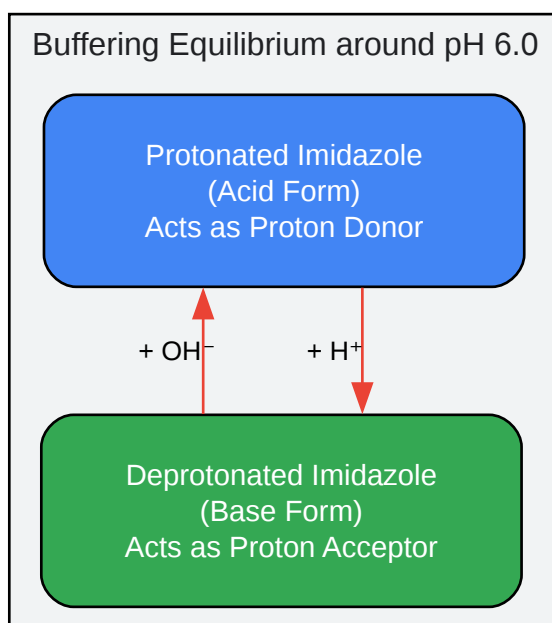 Buffering Equilibrium around pH 6.0
Protonated Imidazole
(Acid Form)
Acts as Proton Donor
+ OH⁻
+ H⁺
Deprotonated Imidazole
(Base Form)
Acts as Proton Acceptor